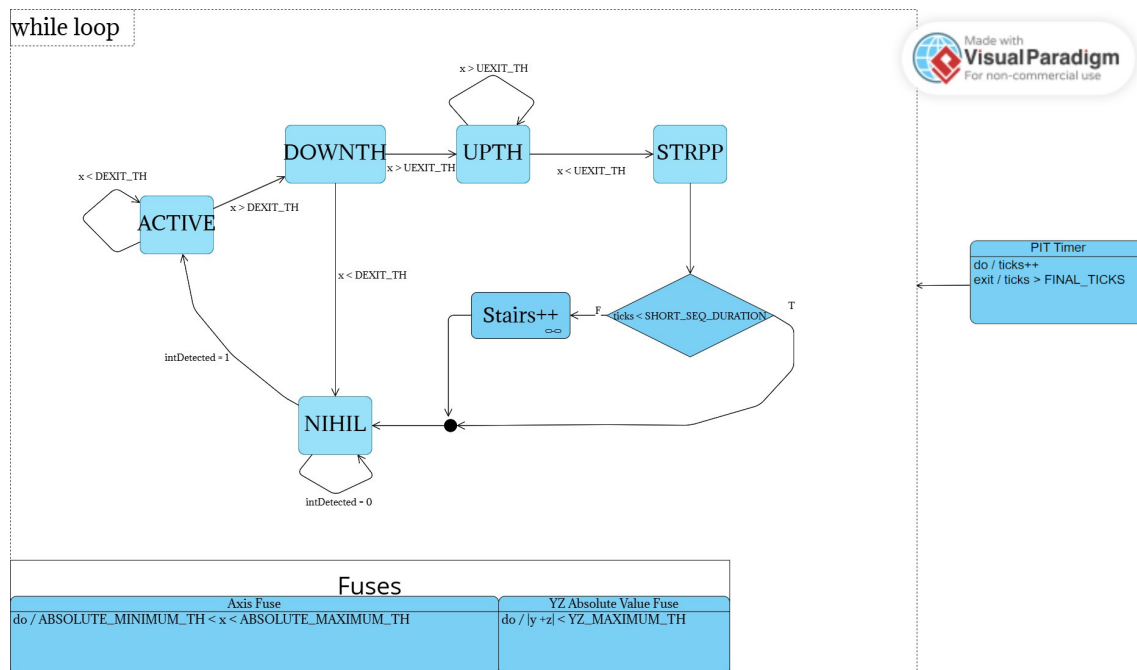 while loop
Made with
Visual Paradigm
For non-commercial use
x > UEXIT_TH
DOWNTH
UPTH
STRPP
x > UEXIT_TH
x < UEXIT_TH
x < DEXIT_TH
ACTIVE
x > DEXIT_TH
x < DEXIT_TH
PIT Timer
do / ticks++
exit / ticks > FINAL_TICKS
Stairs++
F
ticks < SHORT_SEQ_DURATION
T
intDetected = 1
NIHIL
intDetected = 0
Fuses
Axis Fuse
do / ABSOLUTE_MINIMUM_TH < x < ABSOLUTE_MAXIMUM_TH
YZ Absolute Value Fuse
do / |y +z| < YZ_MAXIMUM_TH